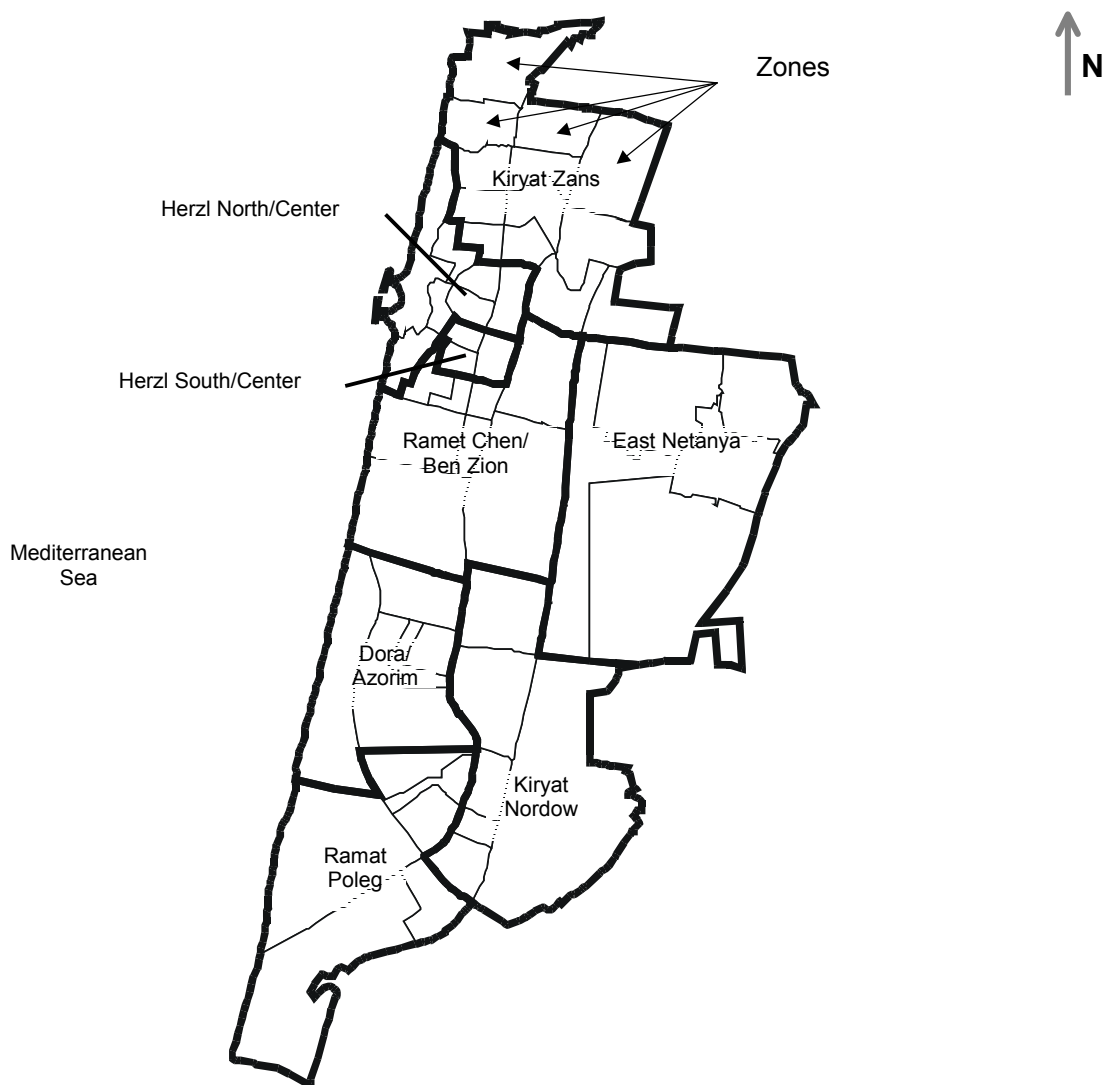 Zones
N
Kiryat Zans
Herzl North/Center
Herzl South/Center
Ramet Chen/
Ben Zion
East Netanya
Mediterranean
Sea
Dora/
Azorim
Kiryat
Nordow
Ramat
Poleg